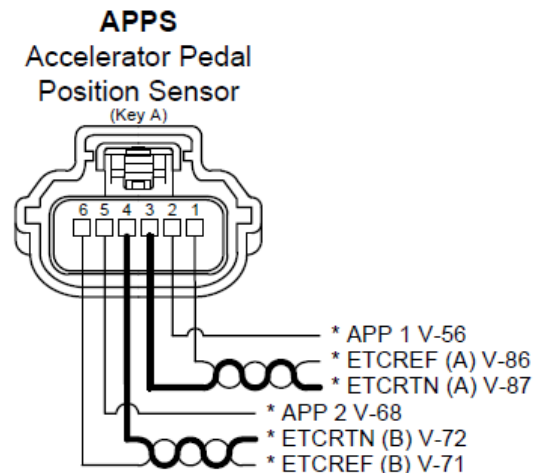 APPS
Accelerator Pedal
Position Sensor
(Key A)
6 5 4 3 2 1
* APP 1 V-56
* ETCREF (A) V-86
* ETCRTN (A) V-87
* APP 2 V-68
* ETCRTN (B) V-72
* ETCREF (B) V-71